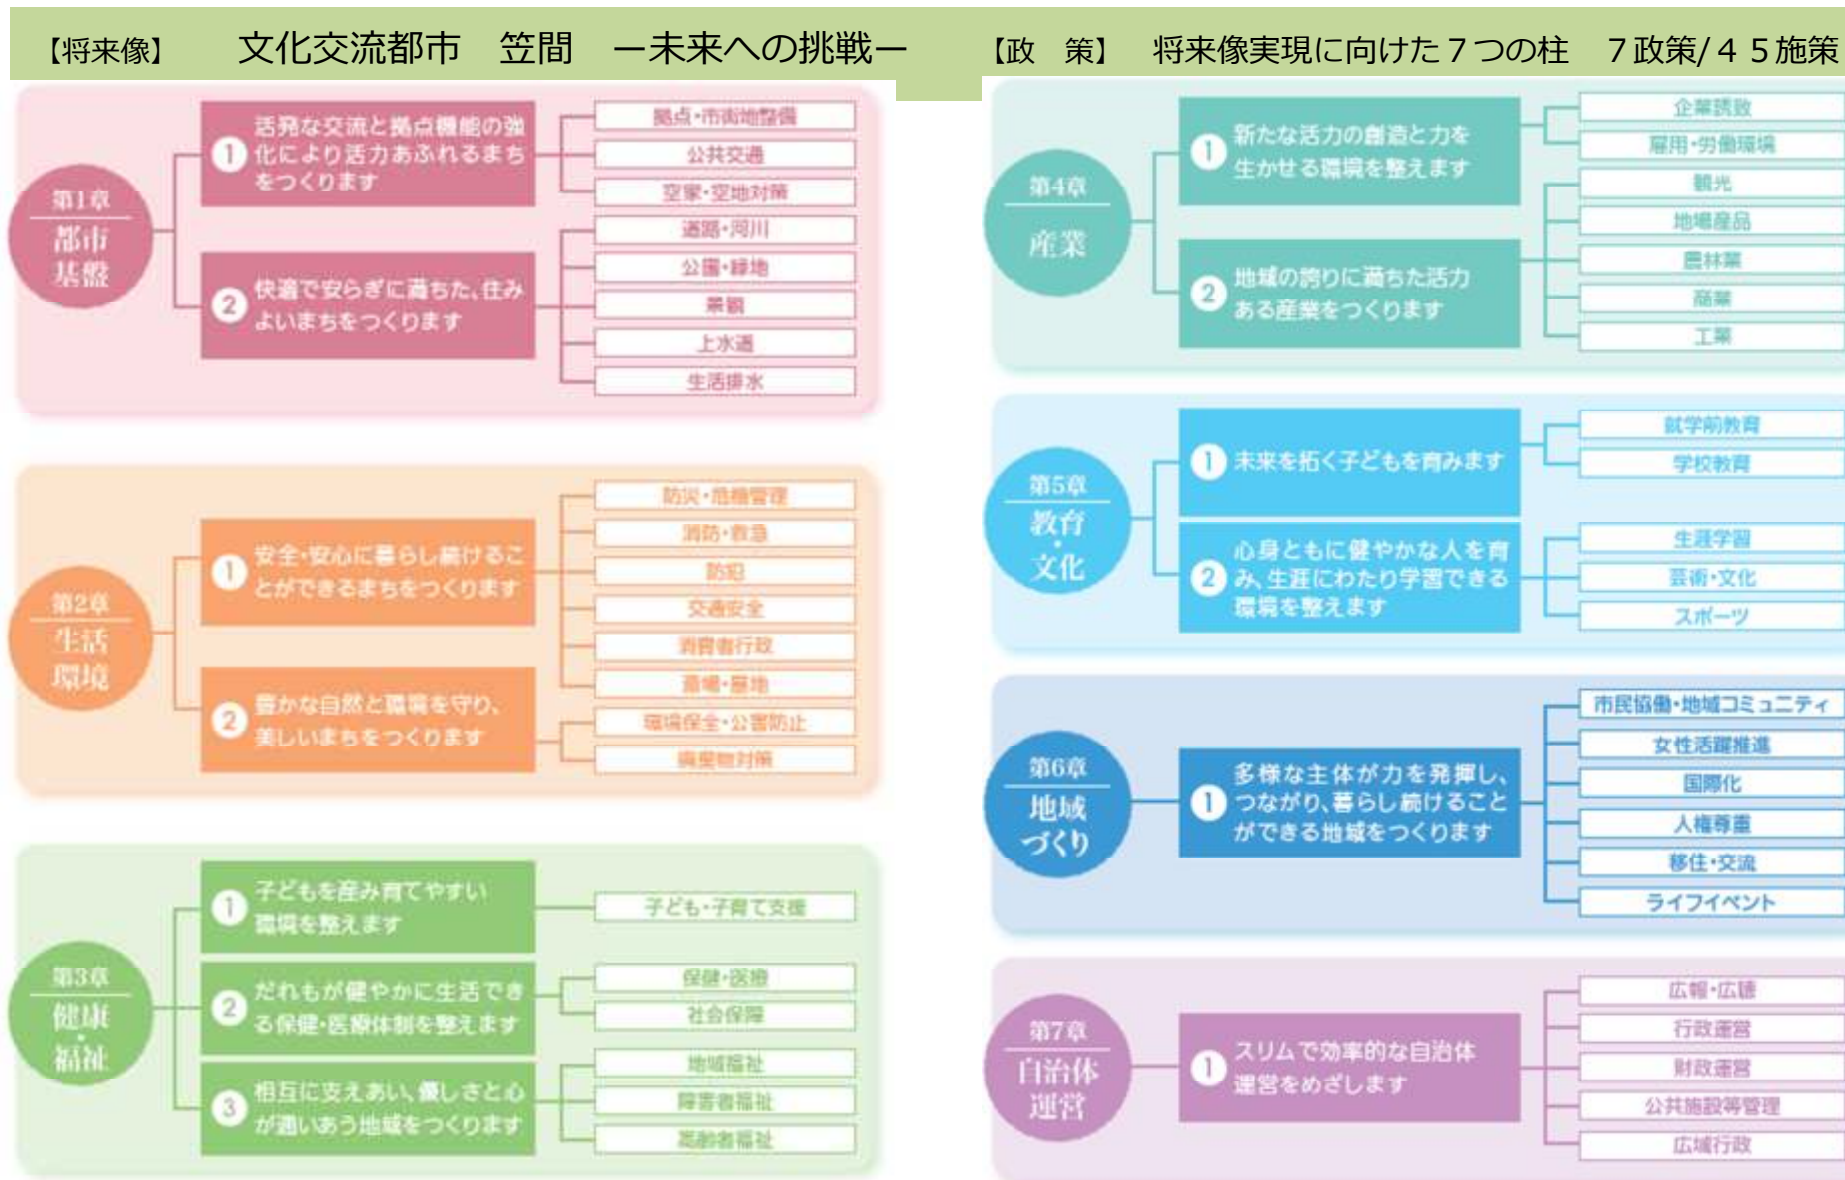 【将来像】　文化交流都市　笠間　ー未来への挑戦ー
【政　策】　将来像実現に向けた７つの柱　７政策/４５施策
第1章
都市
基盤
1
活発な交流と拠点機能の強
化により活力あふれるまち
をつくります
拠点・市街地整備
公共交通
空家・空地対策
2
快適で安らぎに満ちた、住み
よいまちをつくります
道路・河川
公園・緑地
景観
上水道
生活排水
第2章
生活
環境
1
安全・安心に暮らし続けるこ
とができるまちをつくります
防災・危機管理
消防・救急
防犯
交通安全
消費者行政
斎場・墓地
2
豊かな自然と環境を守り、
美しいまちをつくります
環境保全・公害防止
廃棄物対策
第3章
健康
・
福祉
1
子どもを産み育てやすい
環境を整えます
子ども・子育て支援
2
だれもが健やかに生活でき
る保健・医療体制を整えます
保健・医療
社会保障
3
相互に支えあい、優しさと心
が通いあう地域をつくります
地域福祉
障害者福祉
高齢者福祉
第4章
産業
1
新たな活力の創造と力を
生かせる環境を整えます
企業誘致
雇用・労働環境
2
地域の誇りに満ちた活力
ある産業をつくります
観光
地場産品
農林業
商業
工業
第5章
教育
・
文化
1
未来を拓く子どもを育みます
就学前教育
学校教育
2
心身ともに健やかな人を育
み、生涯にわたり学習できる
環境を整えます
生涯学習
芸術・文化
スポーツ
第6章
地域
づくり
1
多様な主体が力を発揮し、
つながり、暮らし続けること
ができる地域をつくります
市民協働・地域コミュニティ
女性活躍推進
国際化
人権尊重
移住・交流
ライフイベント
第7章
自治体
運営
1
スリムで効率的な自治体
運営をめざします
広報・広聴
行政運営
財政運営
公共施設等管理
広域行政